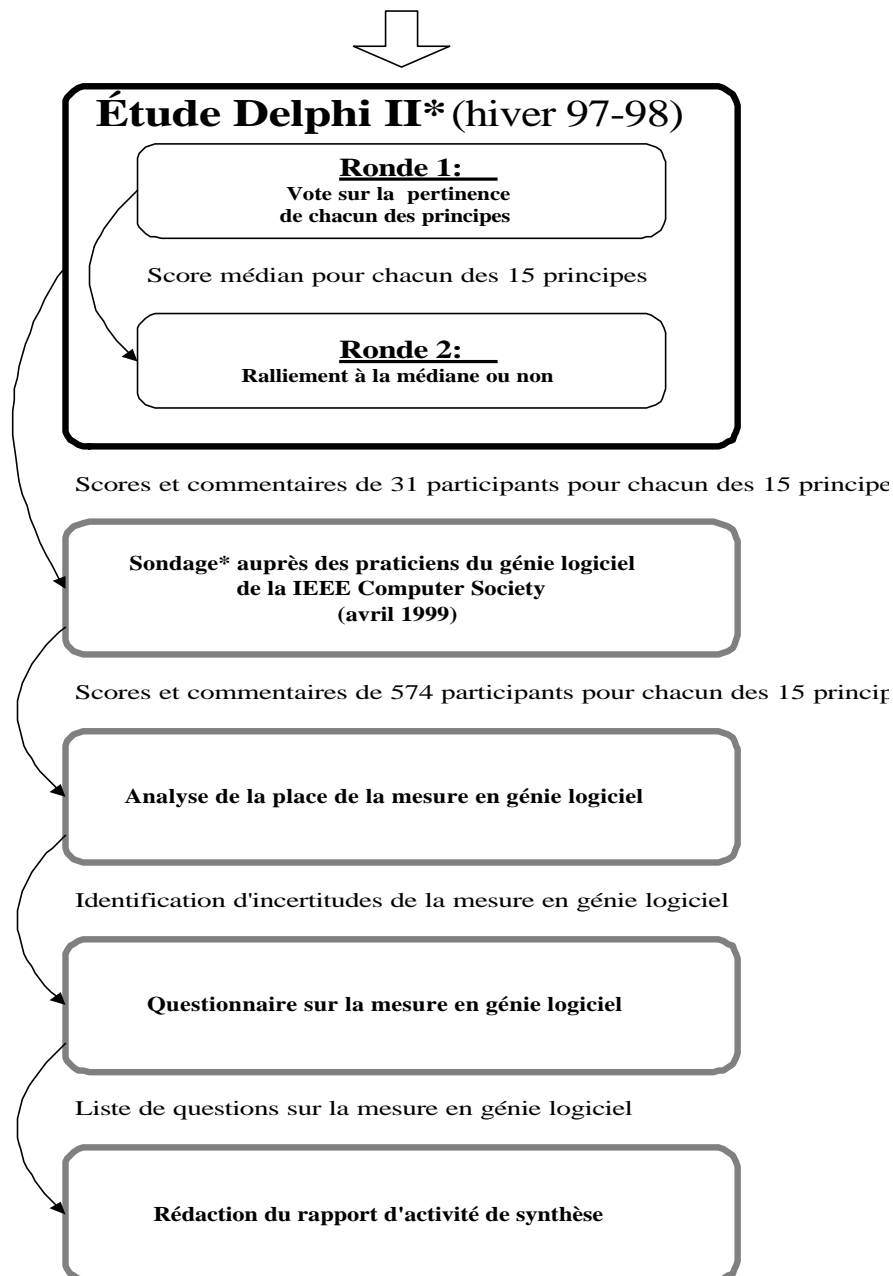 Étude Delphi II* (hiver 97-98)
Ronde 1:
Vote sur la pertinence
de chacun des principes
Score médian pour chacun des 15 principes
Ronde 2:
Ralliement à la médiane ou non
Scores et commentaires de 31 participants pour chacun des 15 principe
Sondage* auprès des praticiens du génie logiciel
de la IEEE Computer Society
(avril 1999)
Scores et commentaires de 574 participants pour chacun des 15 princip
Analyse de la place de la mesure en génie logiciel
Identification d'incertitudes de la mesure en génie logiciel
Questionnaire sur la mesure en génie logiciel
Liste de questions sur la mesure en génie logiciel
Rédaction du rapport d'activité de synthèse